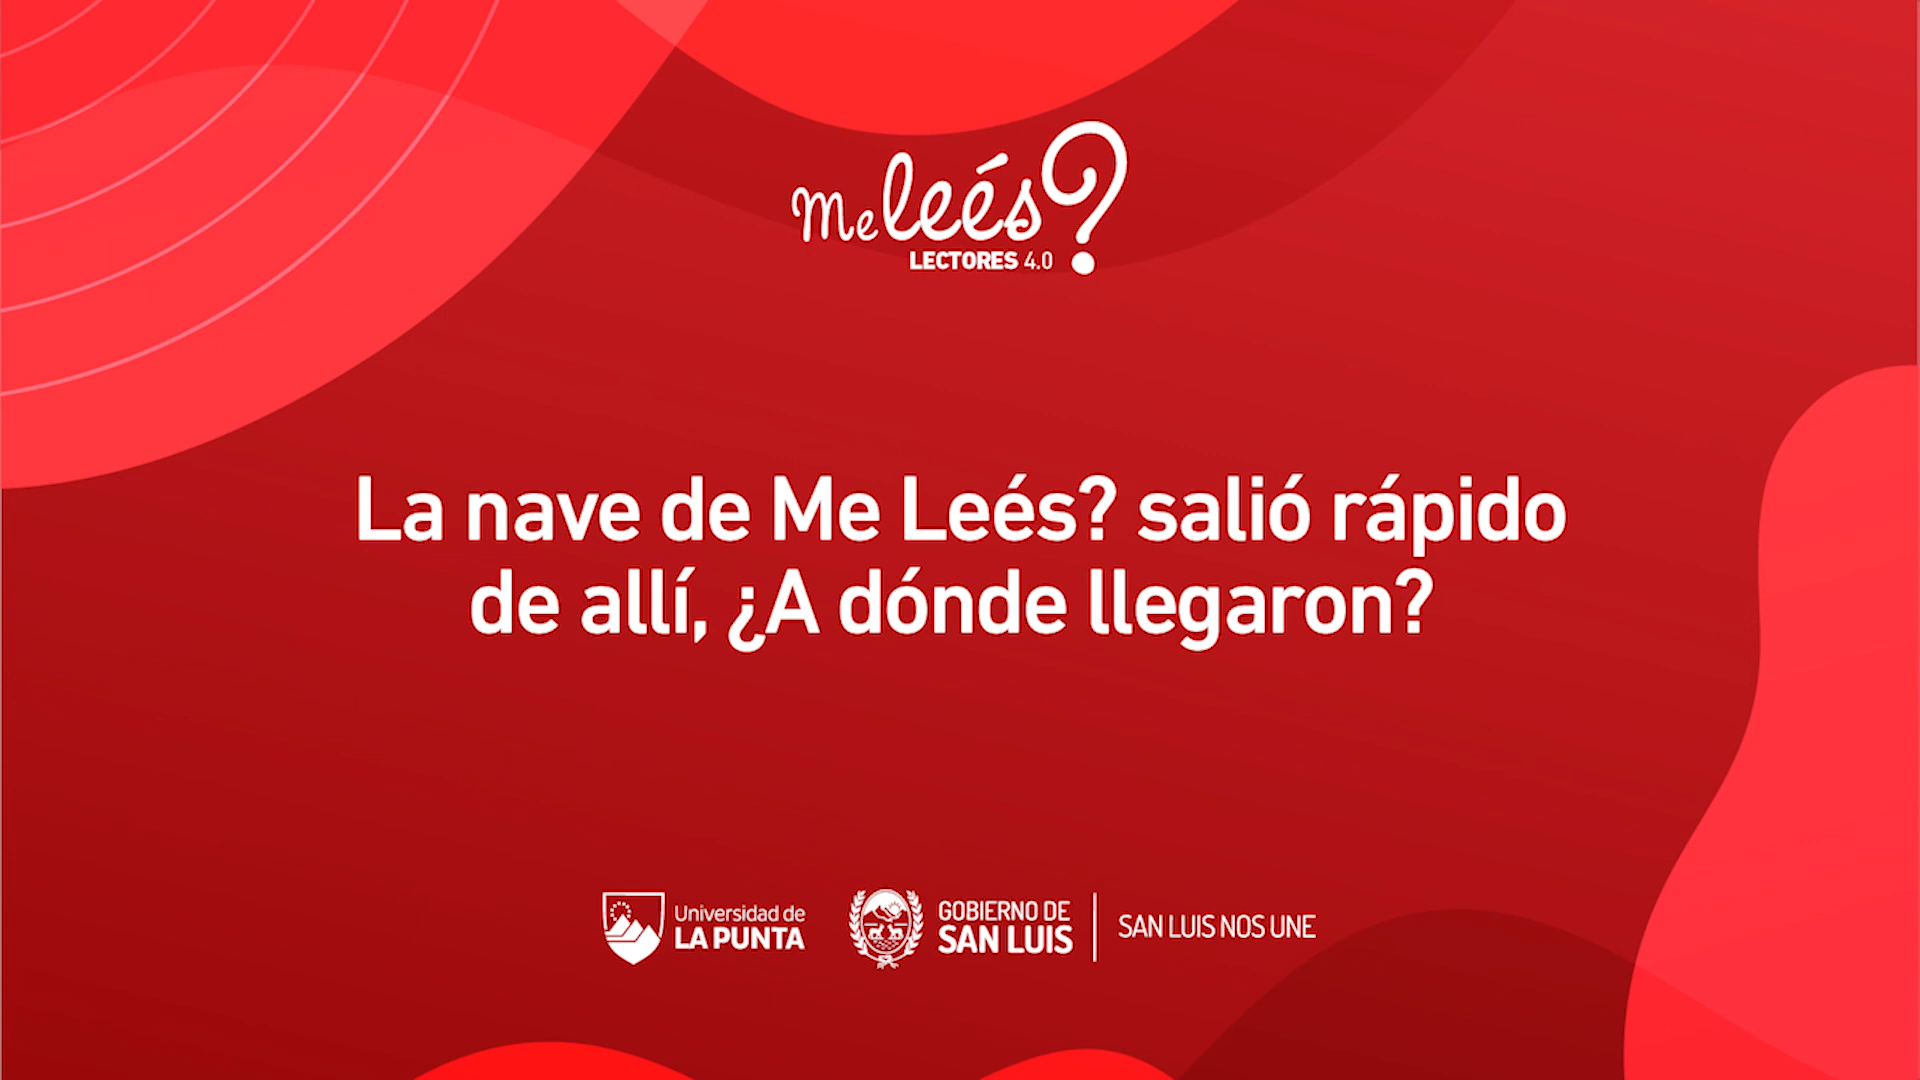 Me leés?
LECTORES 4.0
La nave de Me Leés? salió rápido
de allí, ¿A dónde llegaron?
Universidad de
LA PUNTA
GOBIERNO DE
SAN LUIS
SAN LUIS NOS UNE